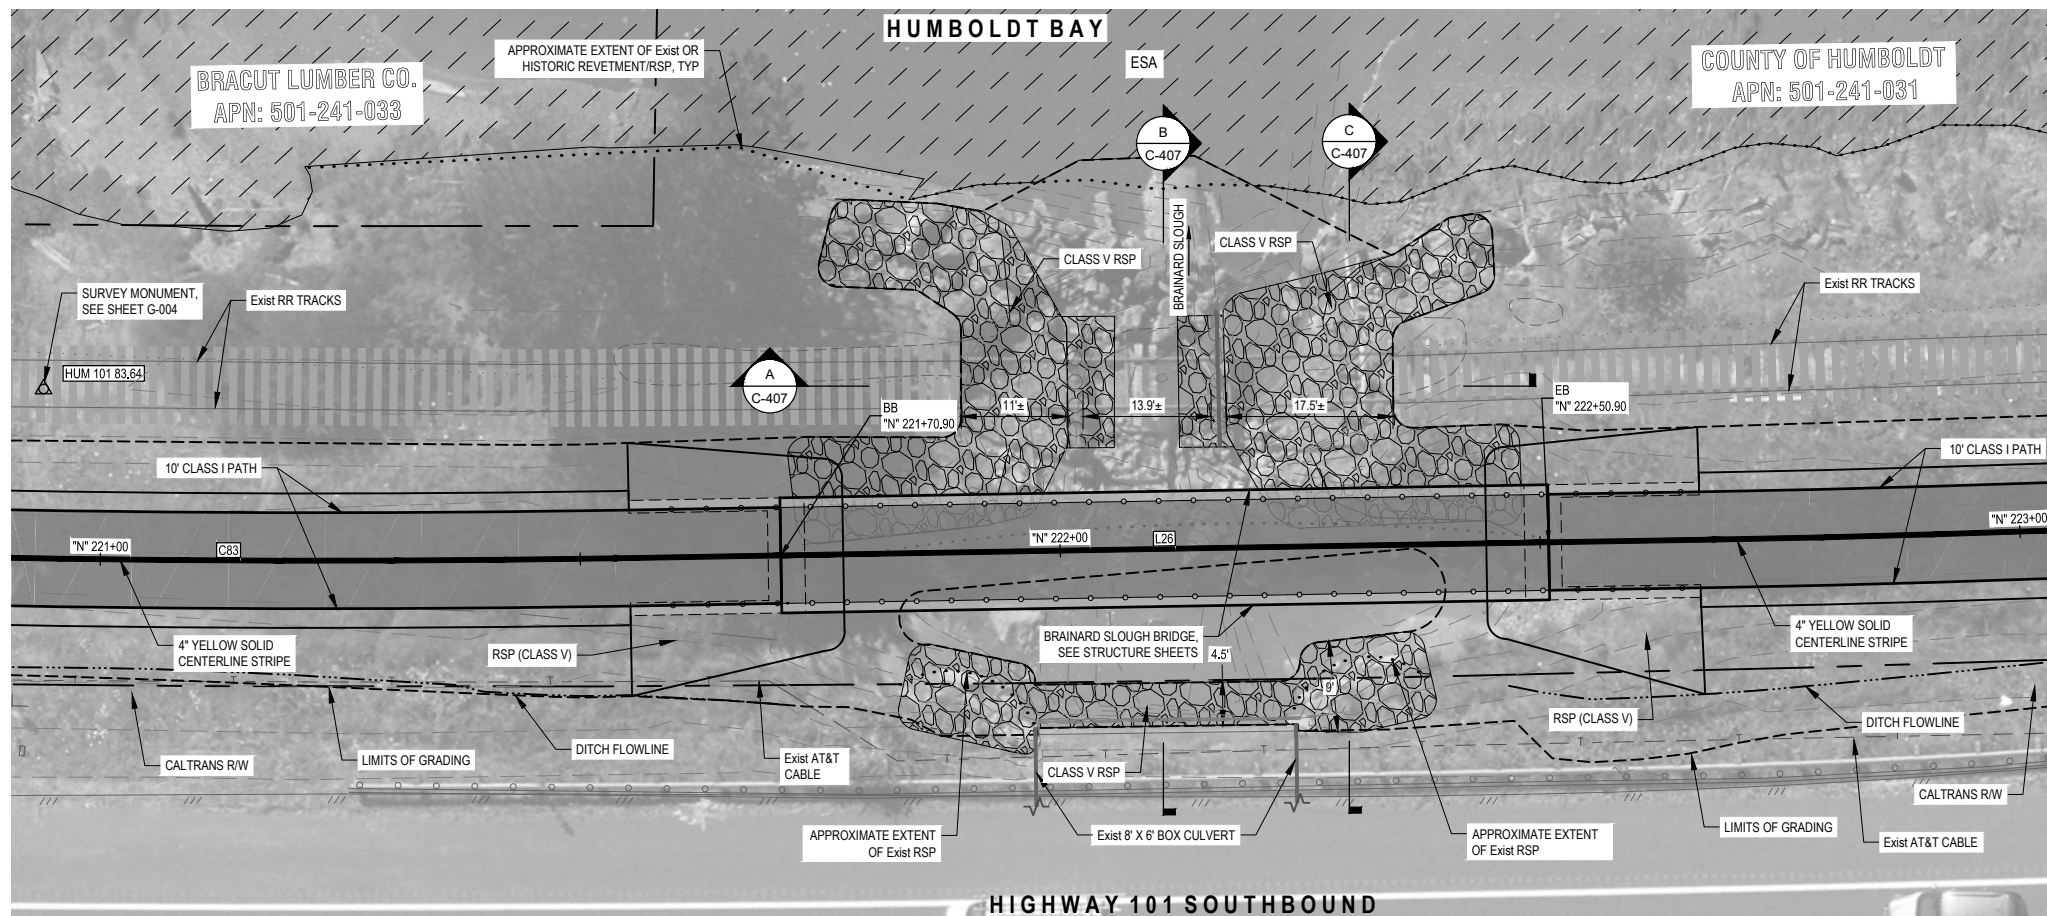 HUMBOLDT BAY
APPROXIMATE EXTENT OF Exist OR
HISTORIC REVETMENT/RSP, TYP
ESA
BRACUT LUMBER CO.
APN: 501-241-033
COUNTY OF HUMBOLDT
APN: 501-241-031
B
C-407
C
C-407
BRAINARD SLOUGH
CLASS V RSP
CLASS V RSP
SURVEY MONUMENT,
SEE SHEET G-004
Exist RR TRACKS
Exist RR TRACKS
HUM 101 83.64
A
C-407
BB
"N" 221+70.90
11'±
13.9'±
17.5'±
EB
"N" 222+50.90
10' CLASS I PATH
10' CLASS I PATH
"N" 221+00
C83
"N" 222+00
L26
"N" 223+00
4" YELLOW SOLID
CENTERLINE STRIPE
RSP (CLASS V)
BRAINARD SLOUGH BRIDGE,
SEE STRUCTURE SHEETS
4.5'
9'
4" YELLOW SOLID
CENTERLINE STRIPE
RSP (CLASS V)
DITCH FLOWLINE
CALTRANS R/W
LIMITS OF GRADING
DITCH FLOWLINE
Exist AT&T
CABLE
CLASS V RSP
CALTRANS R/W
APPROXIMATE EXTENT
OF Exist RSP
Exist 8' X 6' BOX CULVERT
APPROXIMATE EXTENT
OF Exist RSP
LIMITS OF GRADING
Exist AT&T CABLE
HIGHWAY 101 SOUTHBOUND